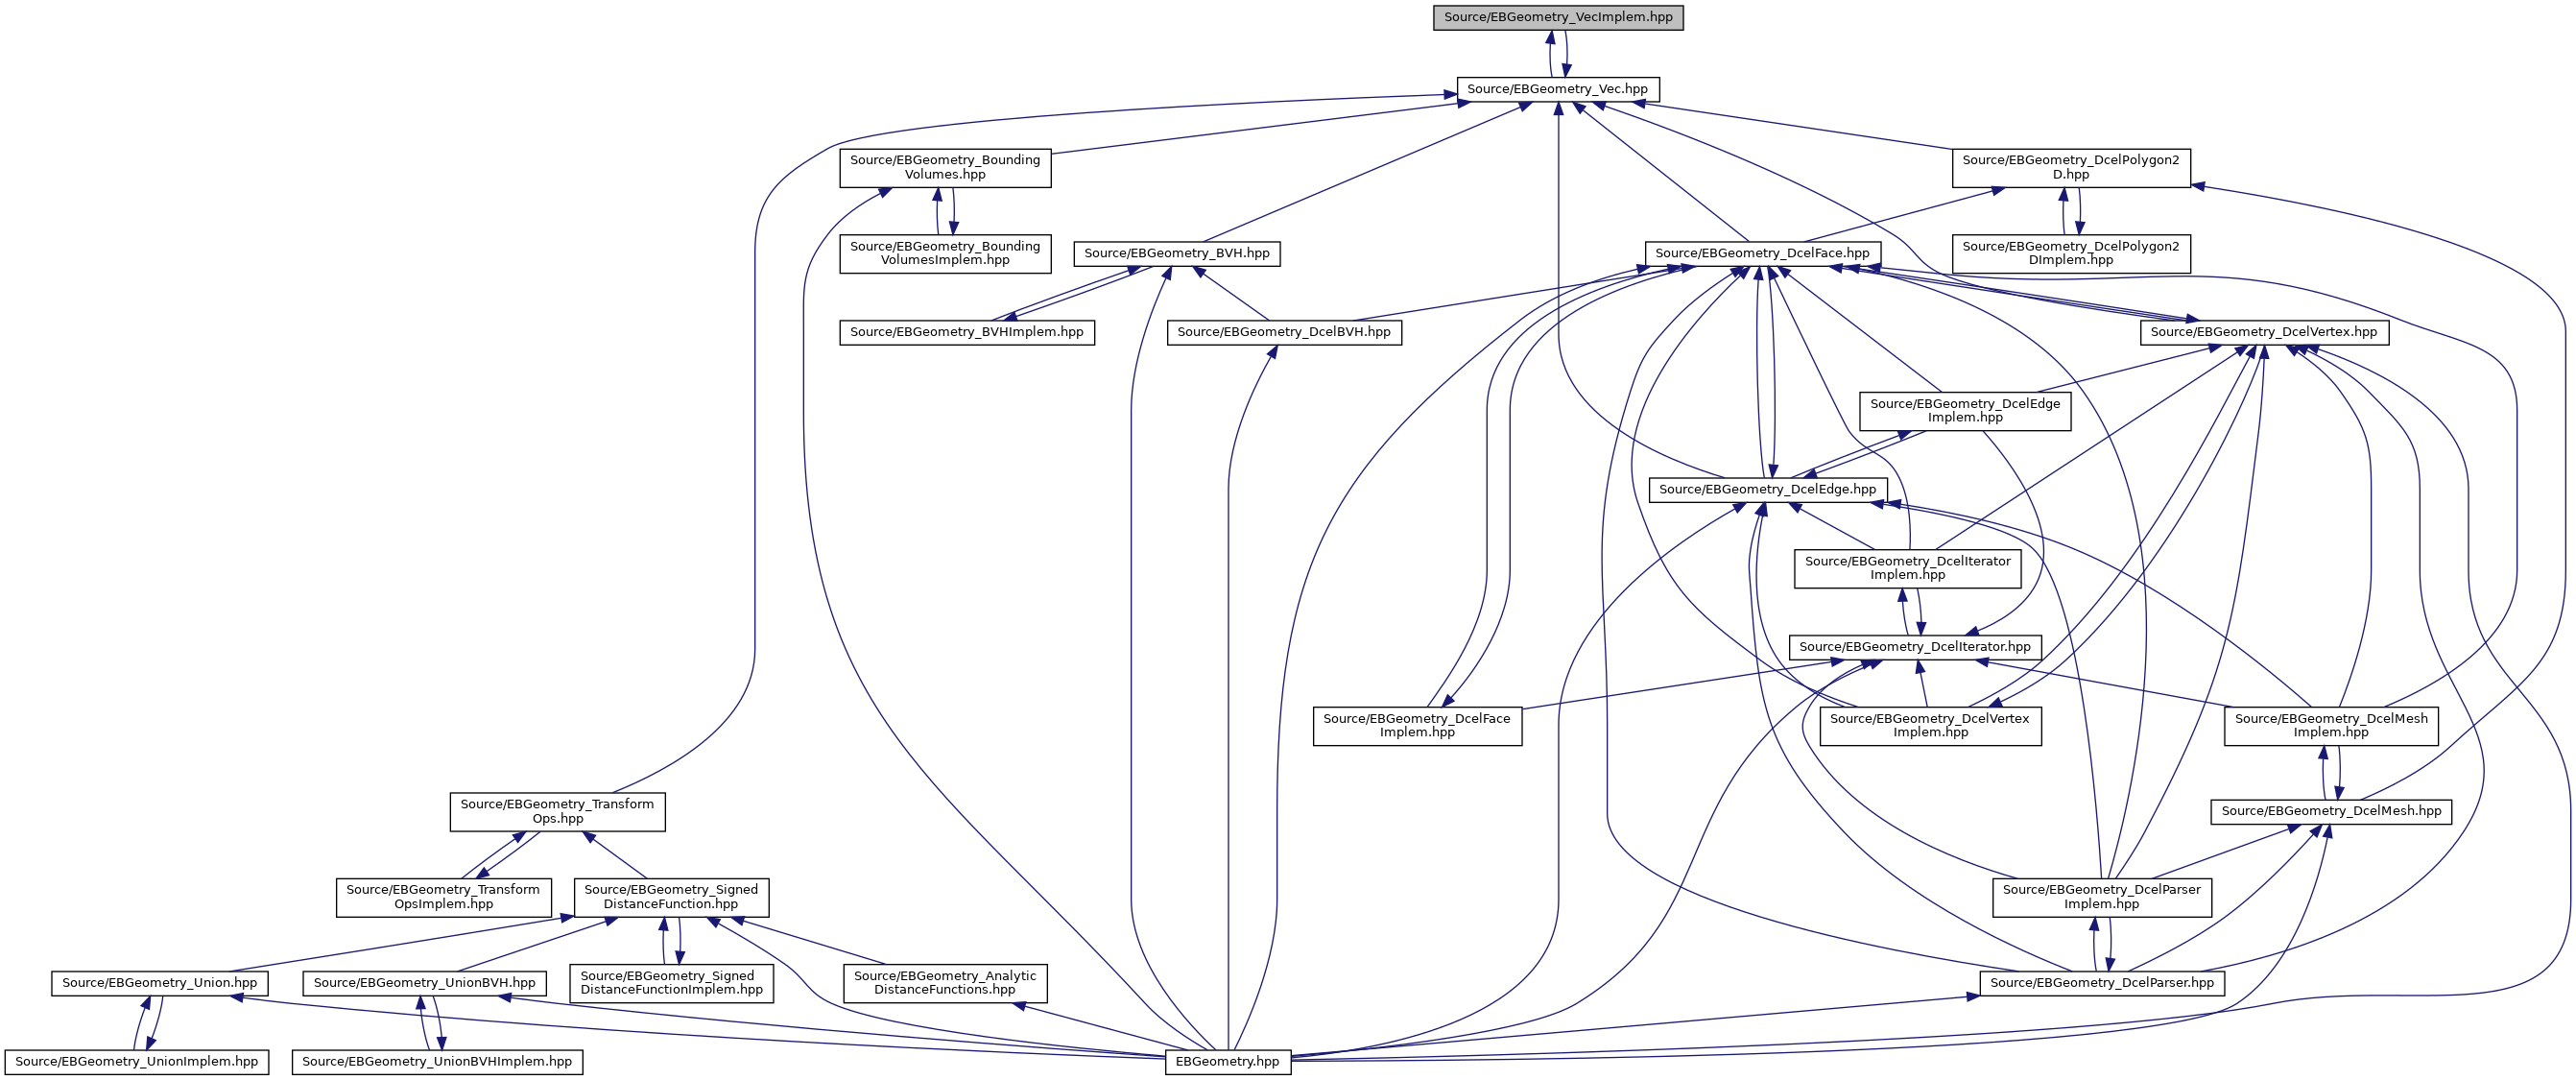 Source/EBGeometry_VecImplem.hpp
Source/EBGeometry_Vec.hpp
Source/EBGeometry_Bounding
Volumes.hpp
Source/EBGeometry_DcelPolygon2
D.hpp
Source/EBGeometry_Bounding
VolumesImplem.hpp
Source/EBGeometry_BVH.hpp
Source/EBGeometry_DcelFace.hpp
Source/EBGeometry_DcelPolygon2
DImplem.hpp
Source/EBGeometry_BVHImplem.hpp
Source/EBGeometry_DcelBVH.hpp
Source/EBGeometry_DcelVertex.hpp
Source/EBGeometry_DcelEdge
Implem.hpp
Source/EBGeometry_DcelEdge.hpp
Source/EBGeometry_DcelIterator
Implem.hpp
Source/EBGeometry_DcelIterator.hpp
Source/EBGeometry_DcelFace
Implem.hpp
Source/EBGeometry_DcelVertex
Implem.hpp
Source/EBGeometry_DcelMesh
Implem.hpp
Source/EBGeometry_Transform
Ops.hpp
Source/EBGeometry_DcelMesh.hpp
Source/EBGeometry_Transform
OpsImplem.hpp
Source/EBGeometry_Signed
DistanceFunction.hpp
Source/EBGeometry_DcelParser
Implem.hpp
Source/EBGeometry_Union.hpp
Source/EBGeometry_UnionBVH.hpp
Source/EBGeometry_Signed
DistanceFunctionImplem.hpp
Source/EBGeometry_Analytic
DistanceFunctions.hpp
Source/EBGeometry_DcelParser.hpp
Source/EBGeometry_UnionImplem.hpp
Source/EBGeometry_UnionBVHImplem.hpp
EBGeometry.hpp